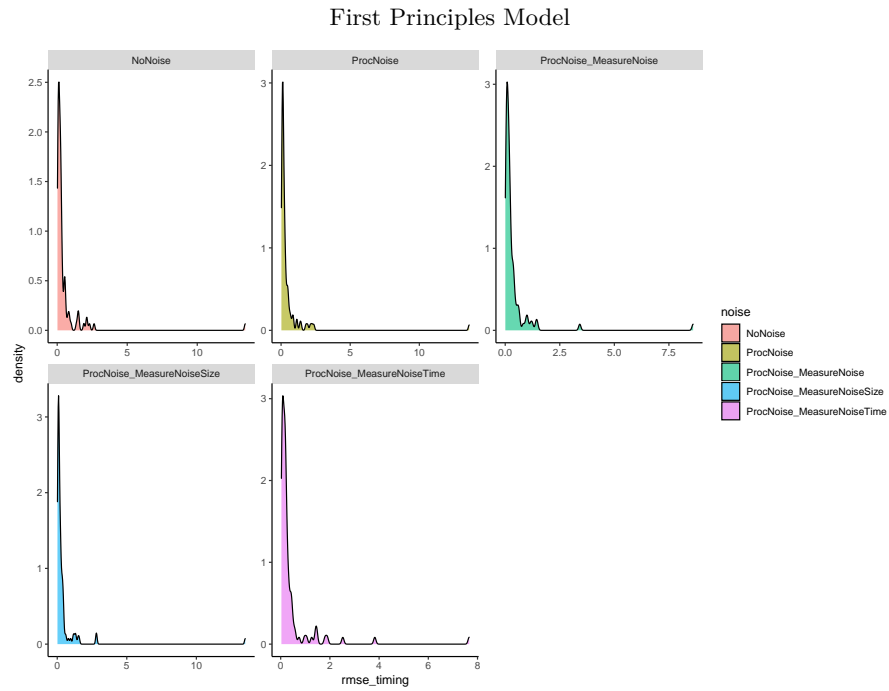 First Principles Model
NoNoise
ProcNoise
ProcNoise_MeasureNoise
2.5
2.0
1.5
1.0
0.5
0.0
0
5
10
3
2
1
0
0
5
10
3
2
1
0
0.0
2.5
5.0
7.5
density
ProcNoise_MeasureNoiseSize
ProcNoise_MeasureNoiseTime
3
2
1
0
0
5
10
3
2
1
0
0
2
4
6
8
rmse_timing
noise
NoNoise
ProcNoise
ProcNoise_MeasureNoise
ProcNoise_MeasureNoiseSize
ProcNoise_MeasureNoiseTime